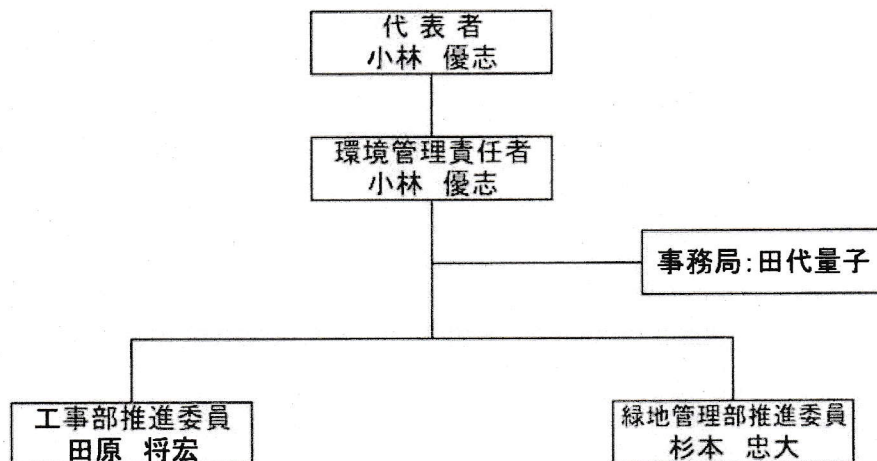 代表者
小林 優志
環境管理責任者
小林 優志
事務局:田代量子
工事部推進委員
田原 将宏
緑地管理部推進委員
杉本 忠大